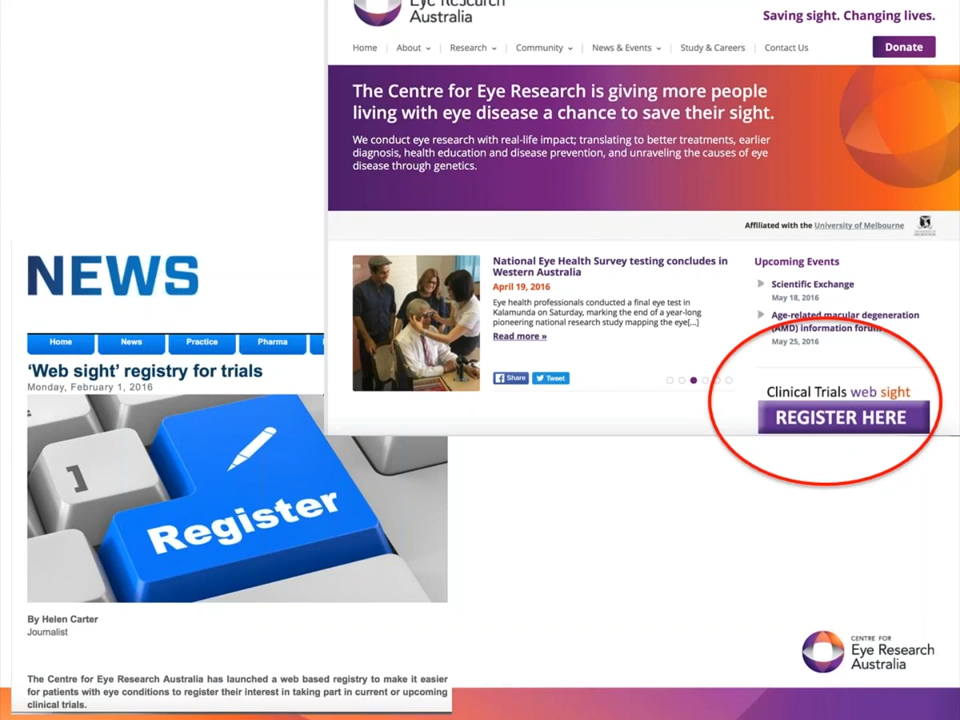 Eye Research
Australia
Saving sight. Changing lives.
Home
About
Research
Community
News & Events
Study & Careers
Contact Us
Donate
The Centre for Eye Research is giving more people
living with eye disease a chance to save their sight.
We conduct eye research with real-life impact; translating to better treatments, earlier
diagnosis, health education and disease prevention, and unraveling the causes of eye
disease through genetics.
Affiliated with the University of Melbourne
National Eye Health Survey testing concludes in
Western Australia
April 19, 2016
Eye health professionals conducted a final eye test in
Kalamunda on Saturday, marking the end of a year-long
pioneering national research study mapping the eye[...]
Read more »
Share
Tweet
Upcoming Events
Scientific Exchange
May 18, 2016
Age-related macular degeneration
(AMD) information forum
May 25, 2016
Clinical Trials web sight
REGISTER HERE
NEWS
Home
News
Practice
Pharma
‘Web sight’ registry for trials
Monday, February 1, 2016
]
Register
By Helen Carter
Journalist
The Centre for Eye Research Australia has launched a web based registry to make it easier
for patients with eye conditions to register their interest in taking part in current or upcoming
clinical trials.
CENTRE FOR
Eye Research
Australia